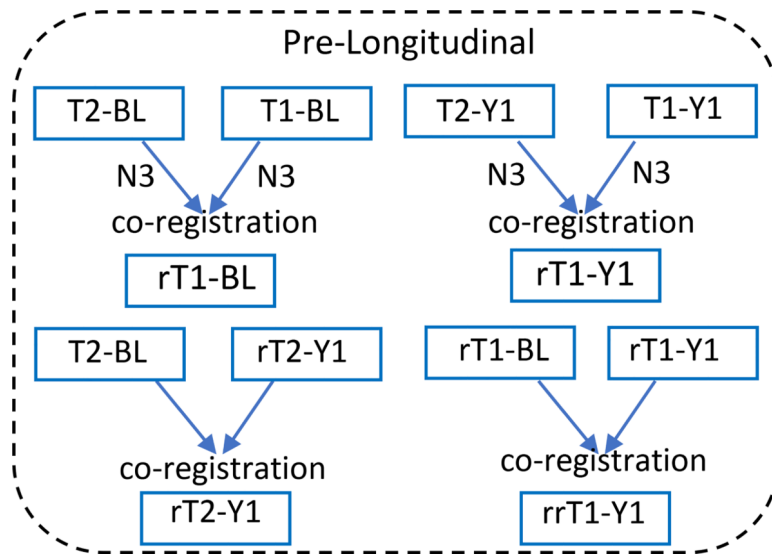 Pre-Longitudinal
T2-BL T1-BL T2-Y1 T1-Y1
N3 N3 N3 N3
co-registration co-registration
rT1-BL rT1-Y1
T2-BL rT2-Y1 rT1-BL rT1-Y1
co-registration co-registration
rT2-Y1 rrT1-Y1